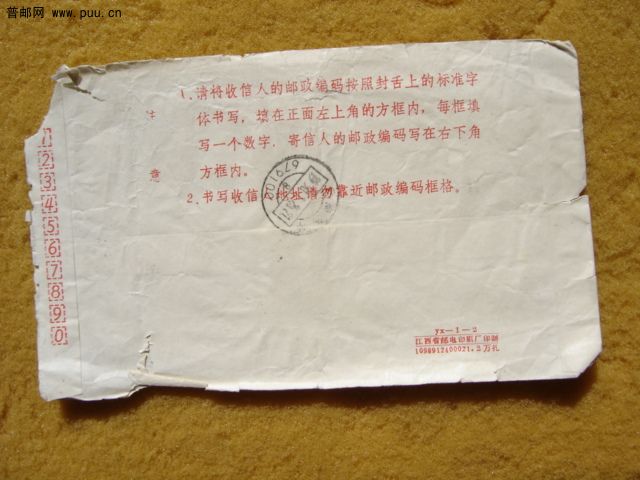 普邮网 www.puu.cn
注
意
1. 请将收信人的邮政编码按照封舌上的标准字
体书写，填在正面左上角的方框内，每框填
写一个数字．寄信人的邮政编码写在右下角
方框内。
2. 书写收信 地址请勿靠近邮政编码框格。
1
2
3
4
5
6
7
8
9
0
yx—1—2
江西省邮电印刷厂印制